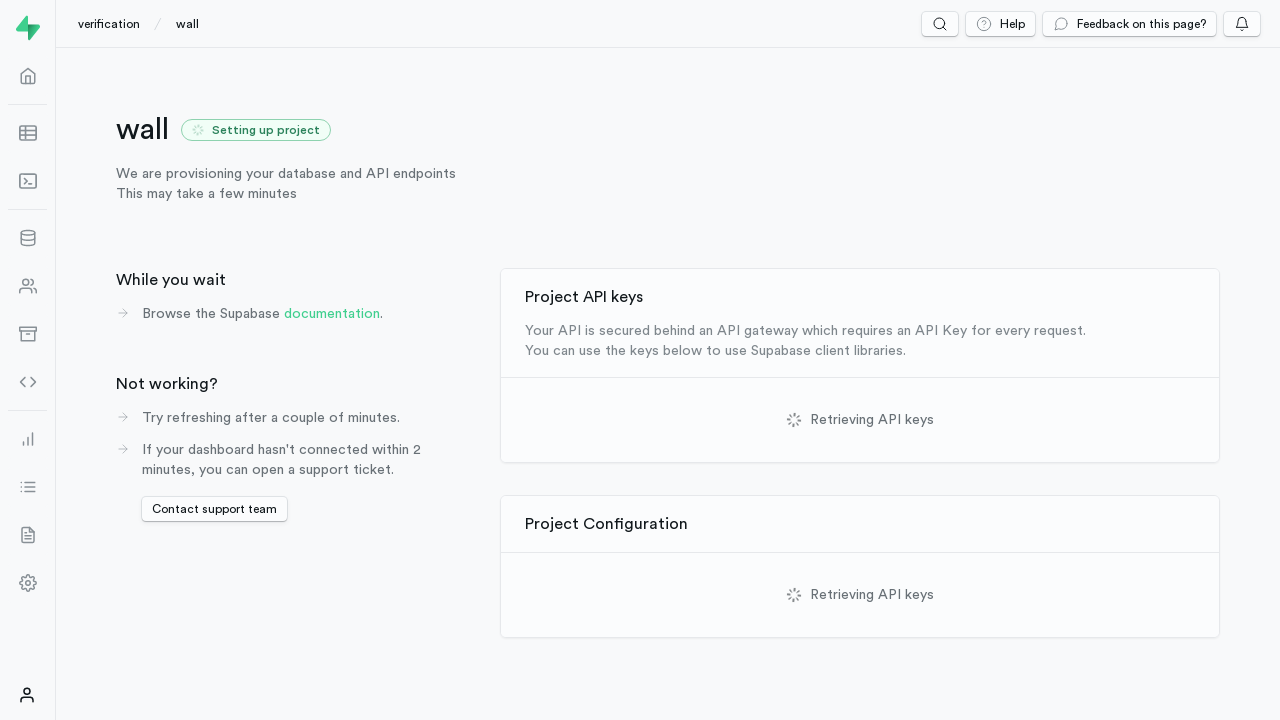 verification / wall
Help
Feedback on this page?
wall
Setting up project
We are provisioning your database and API endpoints
This may take a few minutes
While you wait
Browse the Supabase documentation.
Not working?
Try refreshing after a couple of minutes.
If your dashboard hasn't connected within 2
minutes, you can open a support ticket.
Contact support team
Project API keys
Your API is secured behind an API gateway which requires an API Key for every request.
You can use the keys below to use Supabase client libraries.
Retrieving API keys
Project Configuration
Retrieving API keys